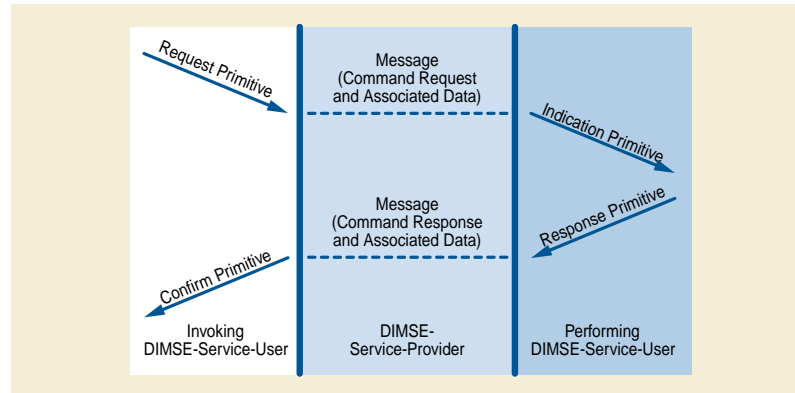 Request Primitive
Message
(Command Request
and Associated Data)
Indication Primitive
Message
(Command Response
and Associated Data)
Response Primitive
Confirm Primitive
Invoking
DIMSE-Service-User
DIMSE-
Service-Provider
Performing
DIMSE-Service-User